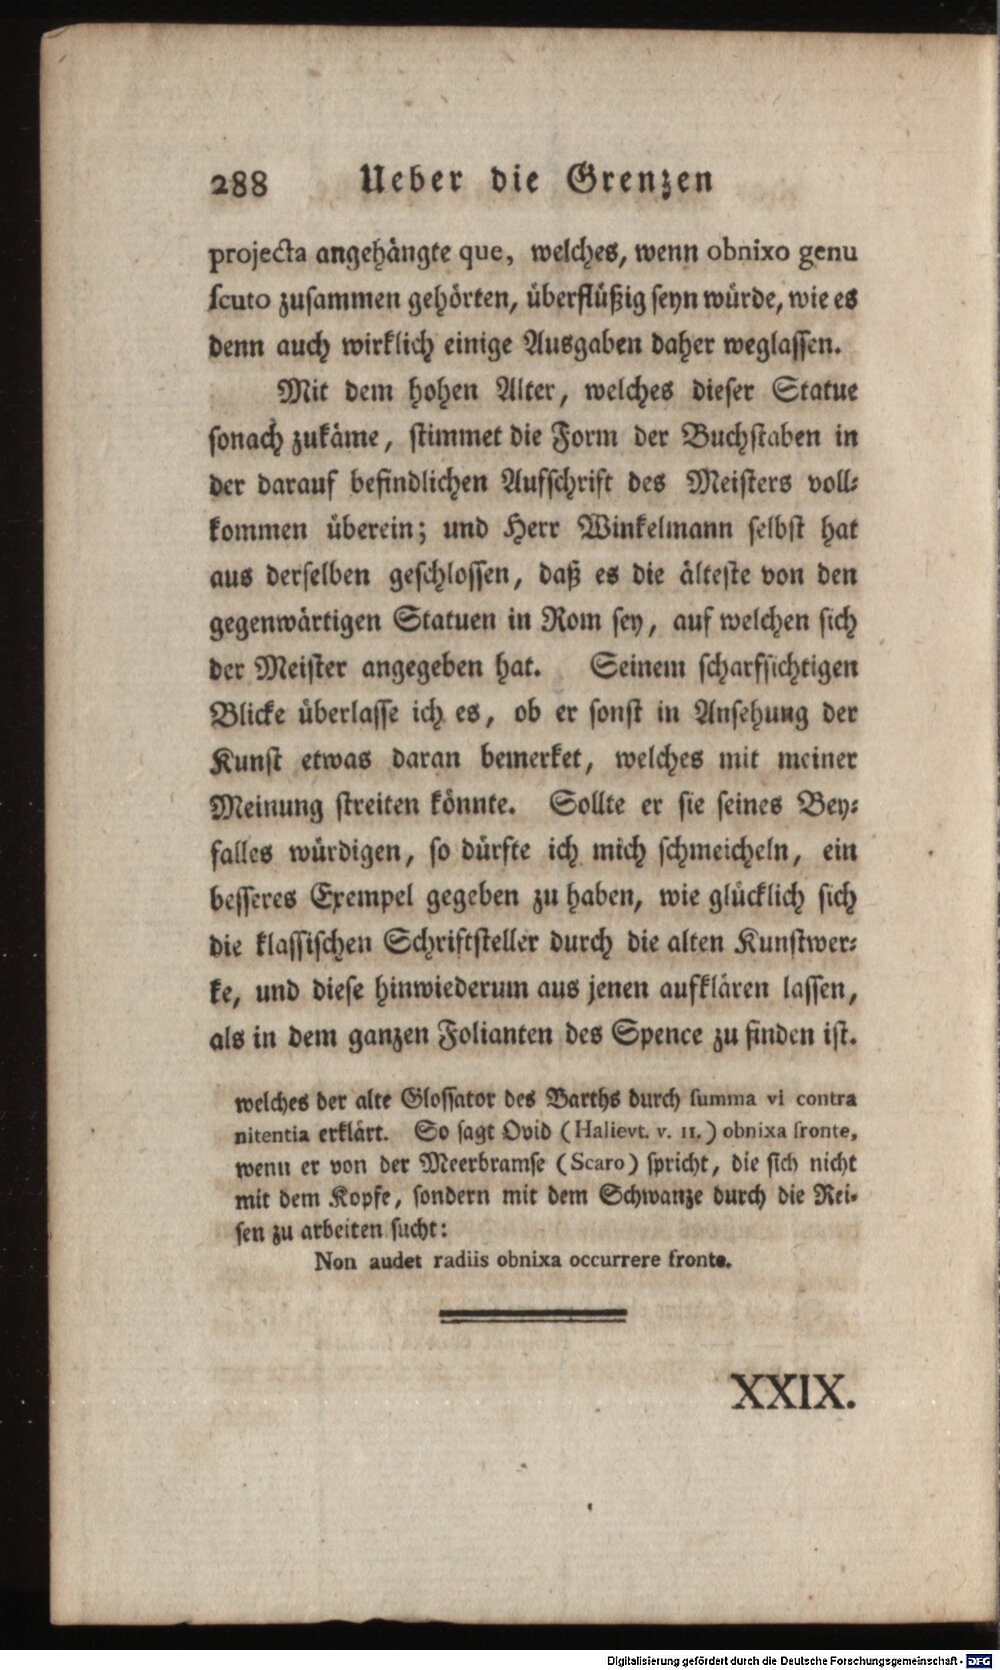 288 Ueber die Grenzen
projecta angehängte que, welches, wenn obnixo genu
scuto zusammen gehörten, überflüßig seyn würde, wie es
denn auch wirklich einige Ausgaben daher weglassen.
Mit dem hohen Alter, welches dieser Statue
sonach zukäme, stimmet die Form der Buchstaben in
der darauf befindlichen Aufschrift des Meisters voll-
kommen überein; und Herr Winkelmann selbst hat
aus derselben geschlossen, daß es die älteste von den
gegenwärtigen Statuen in Rom sey, auf welchen sich
der Meister angegeben hat. Seinem scharfsichtigen
Blicke überlasse ich es, ob er sonst in Ansehung der
Kunst etwas daran bemerket, welches mit meiner
Meinung streiten könnte. Sollte er sie seines Bey-
falles würdigen, so dürfte ich mich schmeicheln, ein
besseres Exempel gegeben zu haben, wie glücklich sich
die klassischen Schriftsteller durch die alten Kunstwer-
ke, und diese hinwiederum aus jenen aufklären lassen,
als in dem ganzen Folianten des Spence zu finden ist.
welches der alte Glossator des Barths durch summa vi contra
nitentia erklärt. So sagt Ovid (Halievt. v. 11.) obnixa fronte,
wenn er von der Meerbramse (Scaro) spricht, die sich nicht
mit dem Kopfe, sondern mit dem Schwanze durch die Rei-
sen zu arbeiten sucht:
Non audet radiis obnixa occurrere fronte.
XXIX.
Digitalisierung gefördert durch die Deutsche Forschungsgemeinschaft - DFG